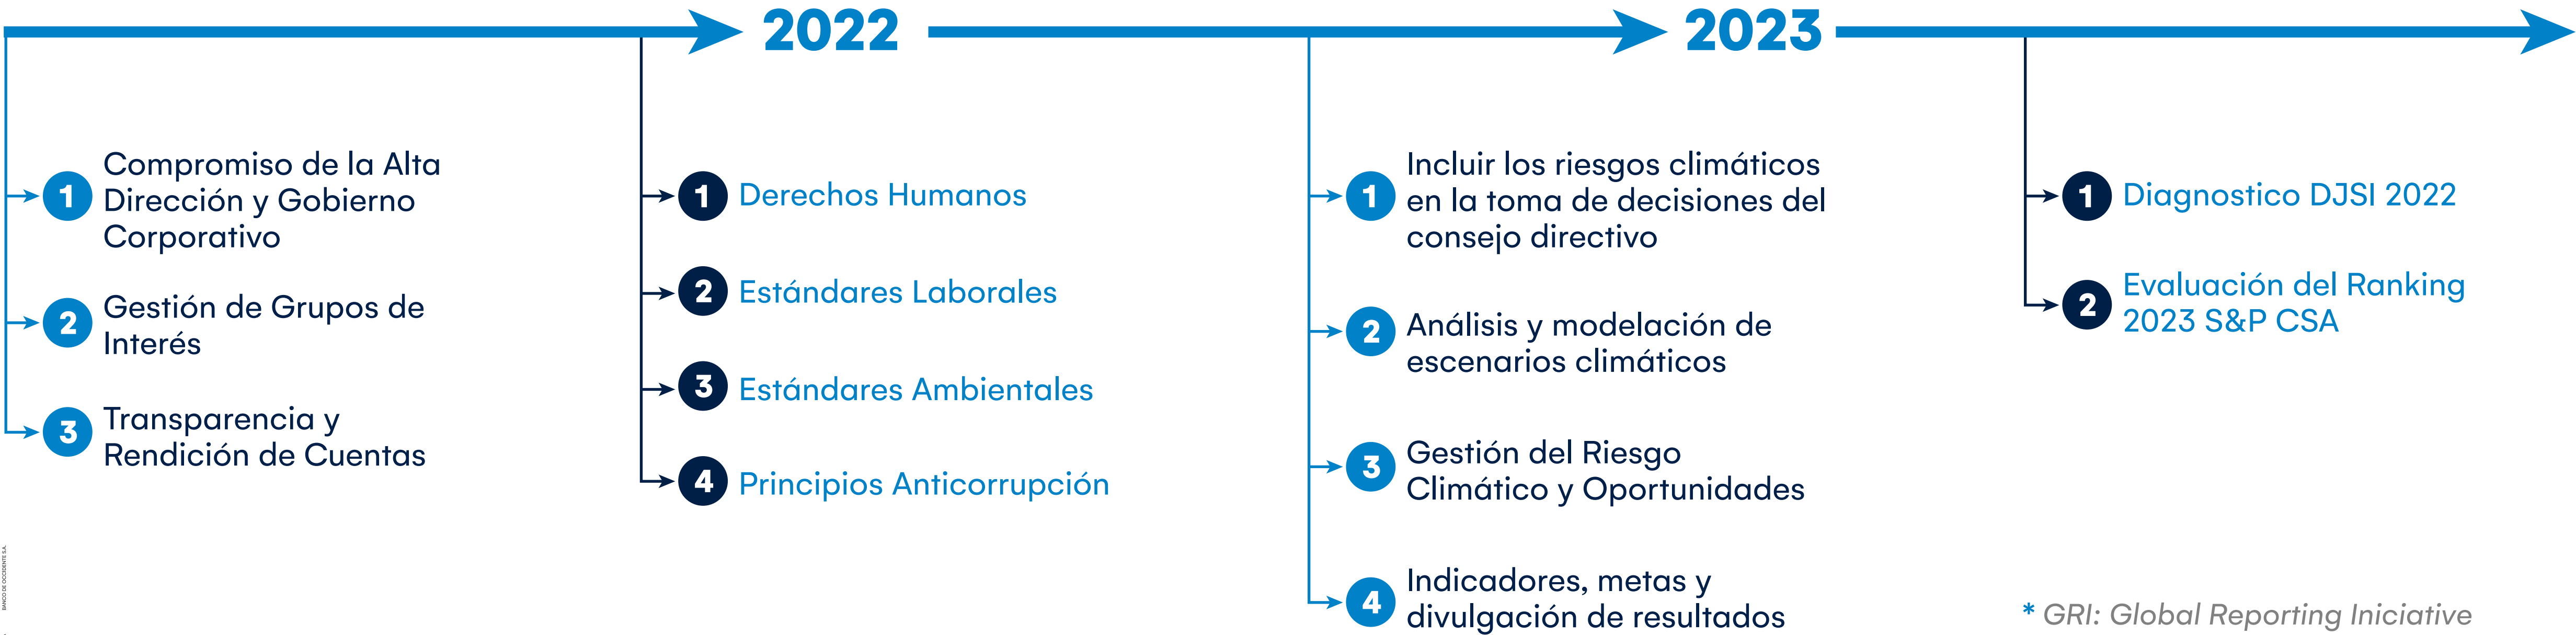 2022
2023
1
Compromiso de la Alta
Dirección y Gobierno
Corporativo
2
Gestión de Grupos de
Interés
3
Transparencia y
Rendición de Cuentas
1
Derechos Humanos
2
Estándares Laborales
3
Estándares Ambientales
4
Principios Anticorrupción
1
Incluir los riesgos climáticos
en la toma de decisiones del
consejo directivo
2
Análisis y modelación de
escenarios climáticos
3
Gestión del Riesgo
Climático y Oportunidades
4
Indicadores, metas y
divulgación de resultados
1
Diagnostico DJSI 2022
2
Evaluación del Ranking
2023 S&P CSA
* GRI: Global Reporting Iniciative
BANCO DE OCCIDENTE S.A.